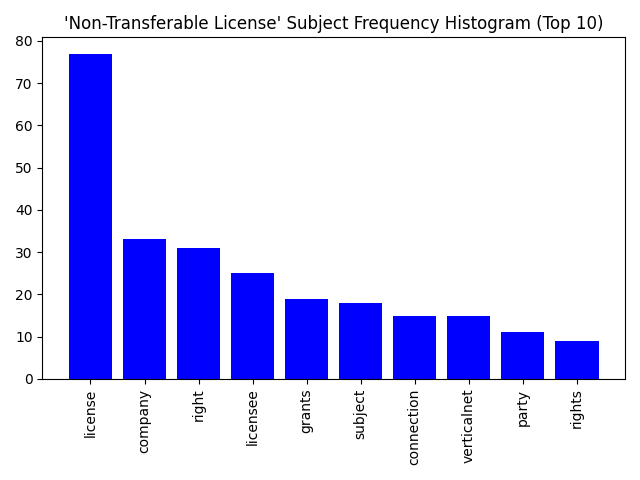 'Non-Transferable License' Subject Frequency Histogram (Top 10)
80
70
60
50
40
30
20
10
0
license
company
right
licensee
grants
subject
connection
verticalnet
party
rights